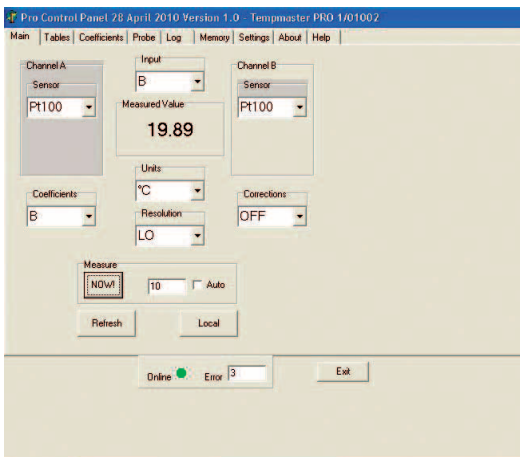 Pro Control Panel 28 April 2010 Version 1.0 - Tempmaster PRO 1/01002
Main Tables Coefficients Probe Log Memory Settings About Help
Channel A
Sensor
Pt100
Input
B
Measured Value
19.89
Channel B
Sensor
Pt100
Units
°C
Coefficients
B
Resolution
LO
Corrections
OFF
Measure
NOW! 10 Auto
Refresh Local
Online Error 3 Exit